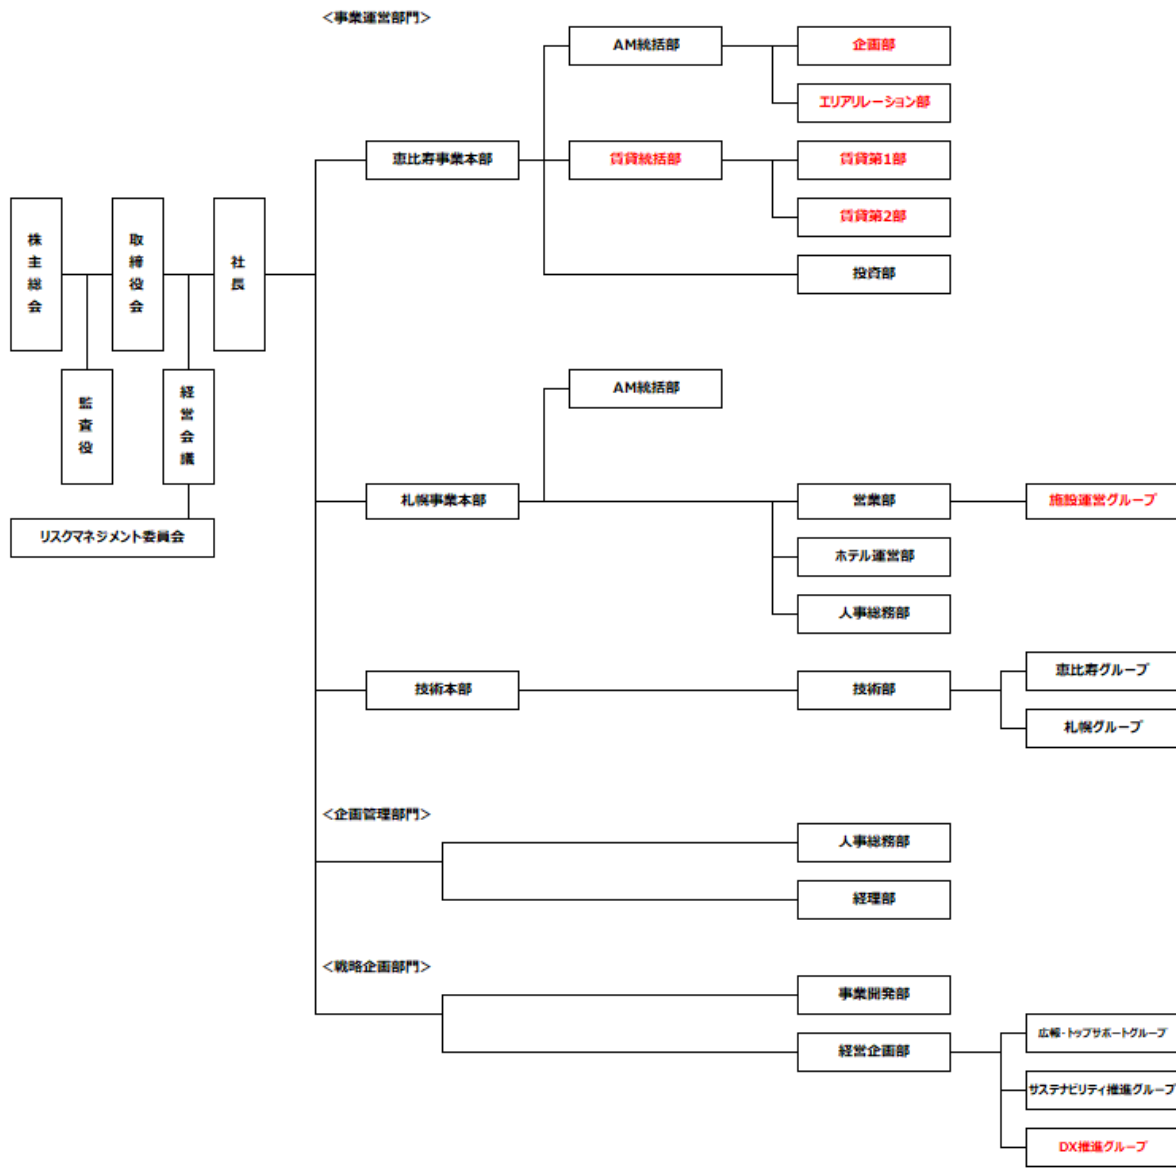 ＜事業運営部門＞
AM統括部
企画部
エリアリレーション部
恵比寿事業本部
賃貸統括部
賃貸第1部
賃貸第2部
投資部
株主総会
取締役会
社長
監査役
経営会議
リスクマネジメント委員会
AM統括部
札幌事業本部
営業部
施設運営グループ
ホテル運営部
人事総務部
技術本部
技術部
恵比寿グループ
札幌グループ
＜企画管理部門＞
人事総務部
経理部
＜戦略企画部門＞
事業開発部
経営企画部
広報・トップサポートグループ
サステナビリティ推進グループ
DX推進グループ